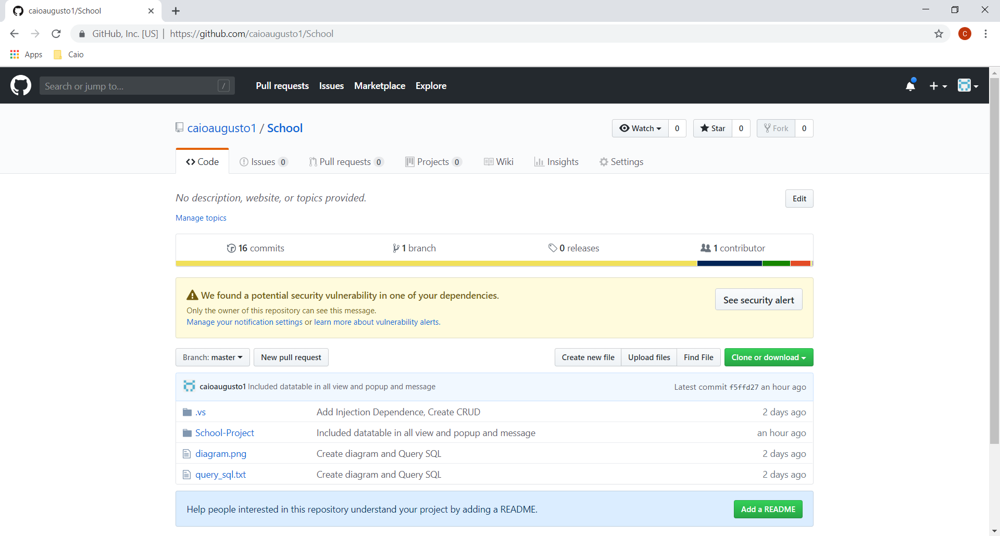 caioaugusto1/School
GitHub, Inc. [US] | https://github.com/caioaugusto1/School
C
Apps Caio
Search or jump to... / Pull requests Issues Marketplace Explore
caioaugusto1 / School Watch 0 Star 0 Fork 0
Code Issues 0 Pull requests 0 Projects 0 Wiki Insights Settings
No description, website, or topics provided. Edit
Manage topics
16 commits 1 branch 0 releases 1 contributor
We found a potential security vulnerability in one of your dependencies.
See security alert
Only the owner of this repository can see this message.
Manage your notification settings or learn more about vulnerability alerts.
Branch: master New pull request Create new file Upload files Find File Clone or download
caioaugusto1 Included datatable in all view and popup and message Latest commit f5ffd27 an hour ago
.vs Add Injection Dependence, Create CRUD 2 days ago
School-Project Included datatable in all view and popup and message an hour ago
diagram.png Create diagram and Query SQL 2 days ago
query_sql.txt Create diagram and Query SQL 2 days ago
Help people interested in this repository understand your project by adding a README. Add a README